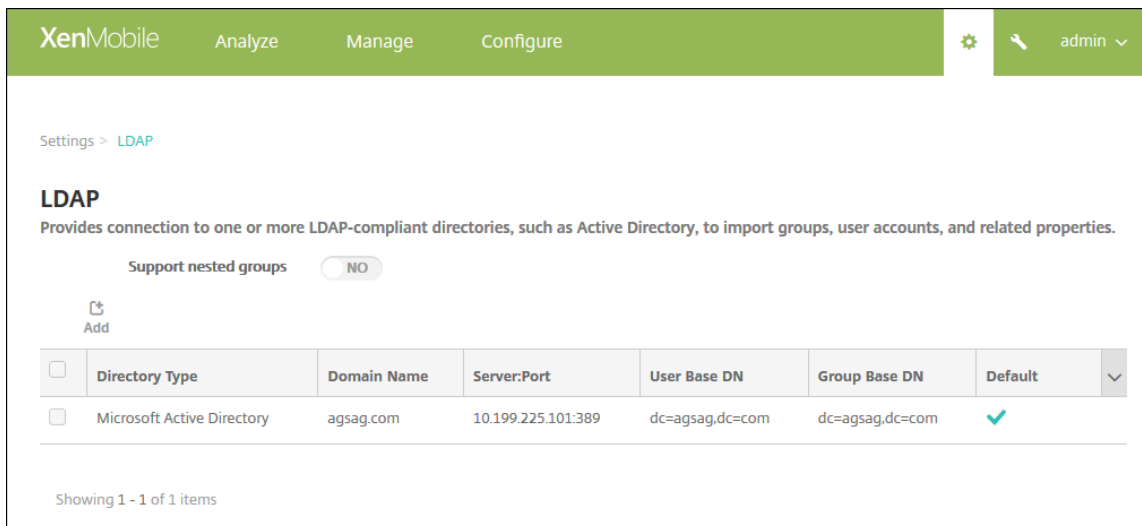 XenMobile Analyze Manage Configure admin
Settings > LDAP
LDAP
Provides connection to one or more LDAP-compliant directories, such as Active Directory, to import groups, user accounts, and related properties.
Support nested groups NO
Add
Directory Type Domain Name Server:Port User Base DN Group Base DN Default
Microsoft Active Directory agsag.com 10.199.225.101:389 dc=agsag,dc=com dc=agsag,dc=com
Showing 1 - 1 of 1 items